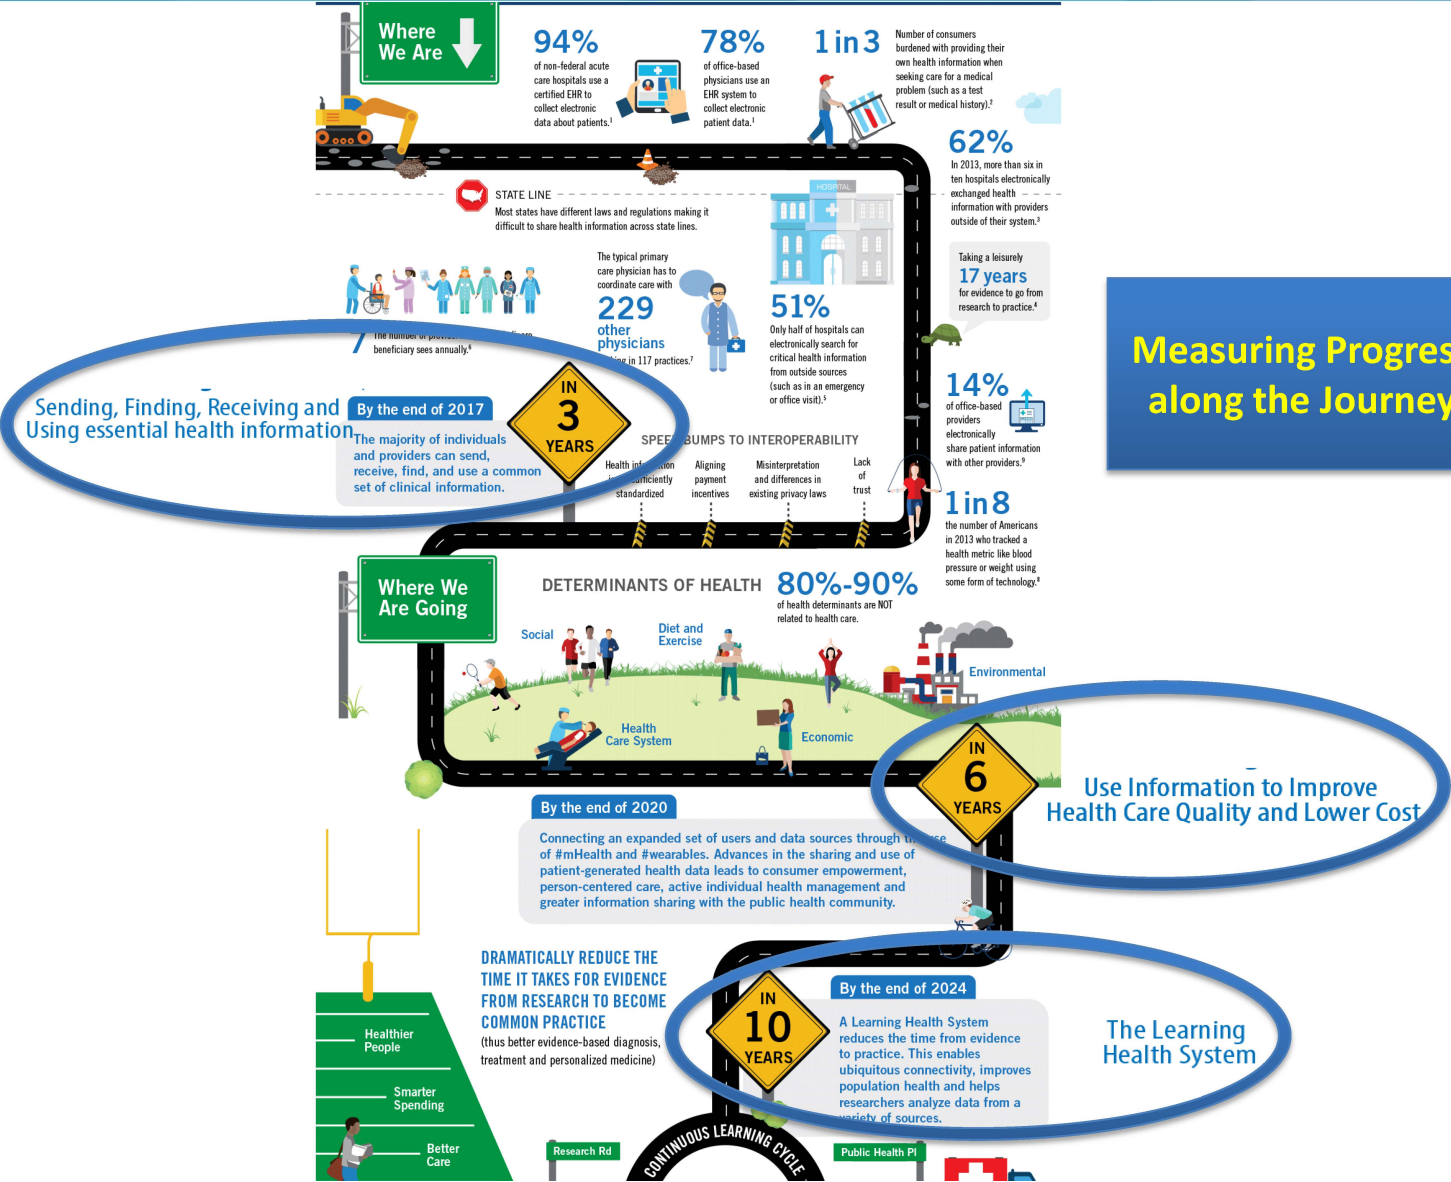 Where
We Are
94%
of non-federal acute
care hospitals use a
certified EHR to
collect electronic
data about patients.¹
78%
of office-based
physicians use an
EHR system to
collect electronic
patient data.¹
1 in 3
Number of consumers
burdened with providing their
own health information when
seeking care for a medical
problem (such as a test
result or medical history).²
62%
In 2013, more than six in
ten hospitals electronically
exchanged health
information with providers
outside of their system.³
STATE LINE
Most states have different laws and regulations making it
difficult to share health information across state lines.
HOSPITAL
The typical primary
care physician has to
coordinate care with
229
other
physicians
in 117 practices.⁷
51%
Only half of hospitals can
electronically search for
critical health information
from outside sources
(such as in an emergency
or office visit).⁵
Taking a leisurely
17 years
for evidence to go from
research to practice.⁴
7
The number of
beneficiary sees annually.⁶
Measuring Progres
along the Journey
14%
of office-based
providers
electronically
share patient information
with other providers.⁹
Sending, Finding, Receiving and
Using essential health information
By the end of 2017
The majority of individuals
and providers can send,
receive, find, and use a common
set of clinical information.
IN
3
YEARS
BUMPS TO INTEROPERABILITY
Health
standardized
Aligning
payment
incentives
Misinterpretation
and differences in
existing privacy laws
Lack
of
trust
1 in 8
the number of Americans
in 2013 who tracked a
health metric like blood
pressure or weight using
some form of technology.⁸
Where We
Are Going
DETERMINANTS OF HEALTH
80%-90%
of health determinants are NOT
related to health care.
Social
Diet and
Exercise
Environmental
Health
Care System
Economic
IN
6
YEARS
Use Information to Improve
Health Care Quality and Lower Cost
By the end of 2020
Connecting an expanded set of users and data sources through
of #mHealth and #wearables. Advances in the sharing and use of
patient-generated health data leads to consumer empowerment,
person-centered care, active individual health management and
greater information sharing with the public health community.
DRAMATICALLY REDUCE THE
TIME IT TAKES FOR EVIDENCE
FROM RESEARCH TO BECOME
COMMON PRACTICE
(thus better evidence-based diagnosis,
treatment and personalized medicine)
IN
10
YEARS
By the end of 2024
A Learning Health System
reduces the time from evidence
to practice. This enables
ubiquitous connectivity, improves
population health and helps
researchers analyze data from a
variety of sources.
The Learning
Health System
Healthier
People
Smarter
Spending
Better
Care
Research Rd
CONTINUOUS LEARNING CYCLE
Public Health Pl